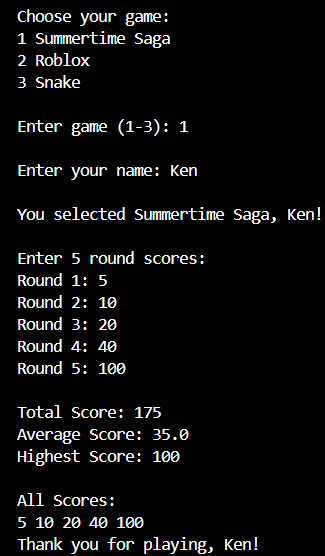 Choose your game:
1 Summertime Saga
2 Roblox
3 Snake
Enter game (1-3): 1
Enter your name: Ken
You selected Summertime Saga, Ken!
Enter 5 round scores:
Round 1: 5
Round 2: 10
Round 3: 20
Round 4: 40
Round 5: 100
Total Score: 175
Average Score: 35.0
Highest Score: 100
All Scores:
5 10 20 40 100
Thank you for playing, Ken!